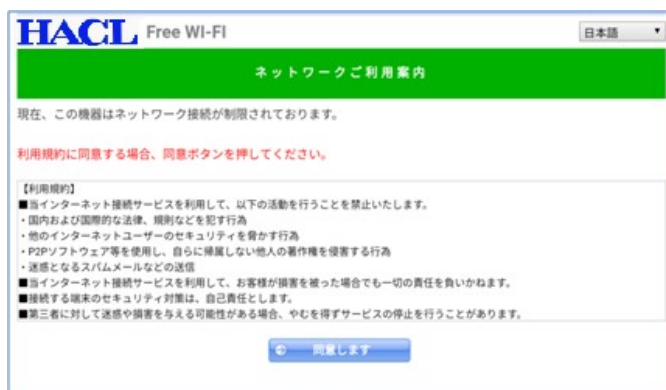 HACL Free WI-FI
日本語
ネットワークご利用案内
現在、この機器はネットワーク接続が制限されております。
利用規約に同意する場合、同意ボタンを押してください。
【利用規約】
■当インターネット接続サービスを利用して、以下の活動を行うことを禁止いたします。
・国内および国際的な法律、規則などを犯す行為
・他のインターネットユーザーのセキュリティを脅かす行為
・P2Pソフトウェア等を使用し、自らに帰属しない他人の著作権を侵害する行為
・迷惑となるスパムメールなどの送信
■当インターネット接続サービスを利用して、お客様が損害を被った場合でも一切の責任を負いかねます。
■接続する端末のセキュリティ対策は、自己責任とします。
■第三者に対して迷惑や損害を与える可能性がある場合、やむを得ずサービスの停止を行うことがあります。
同意します